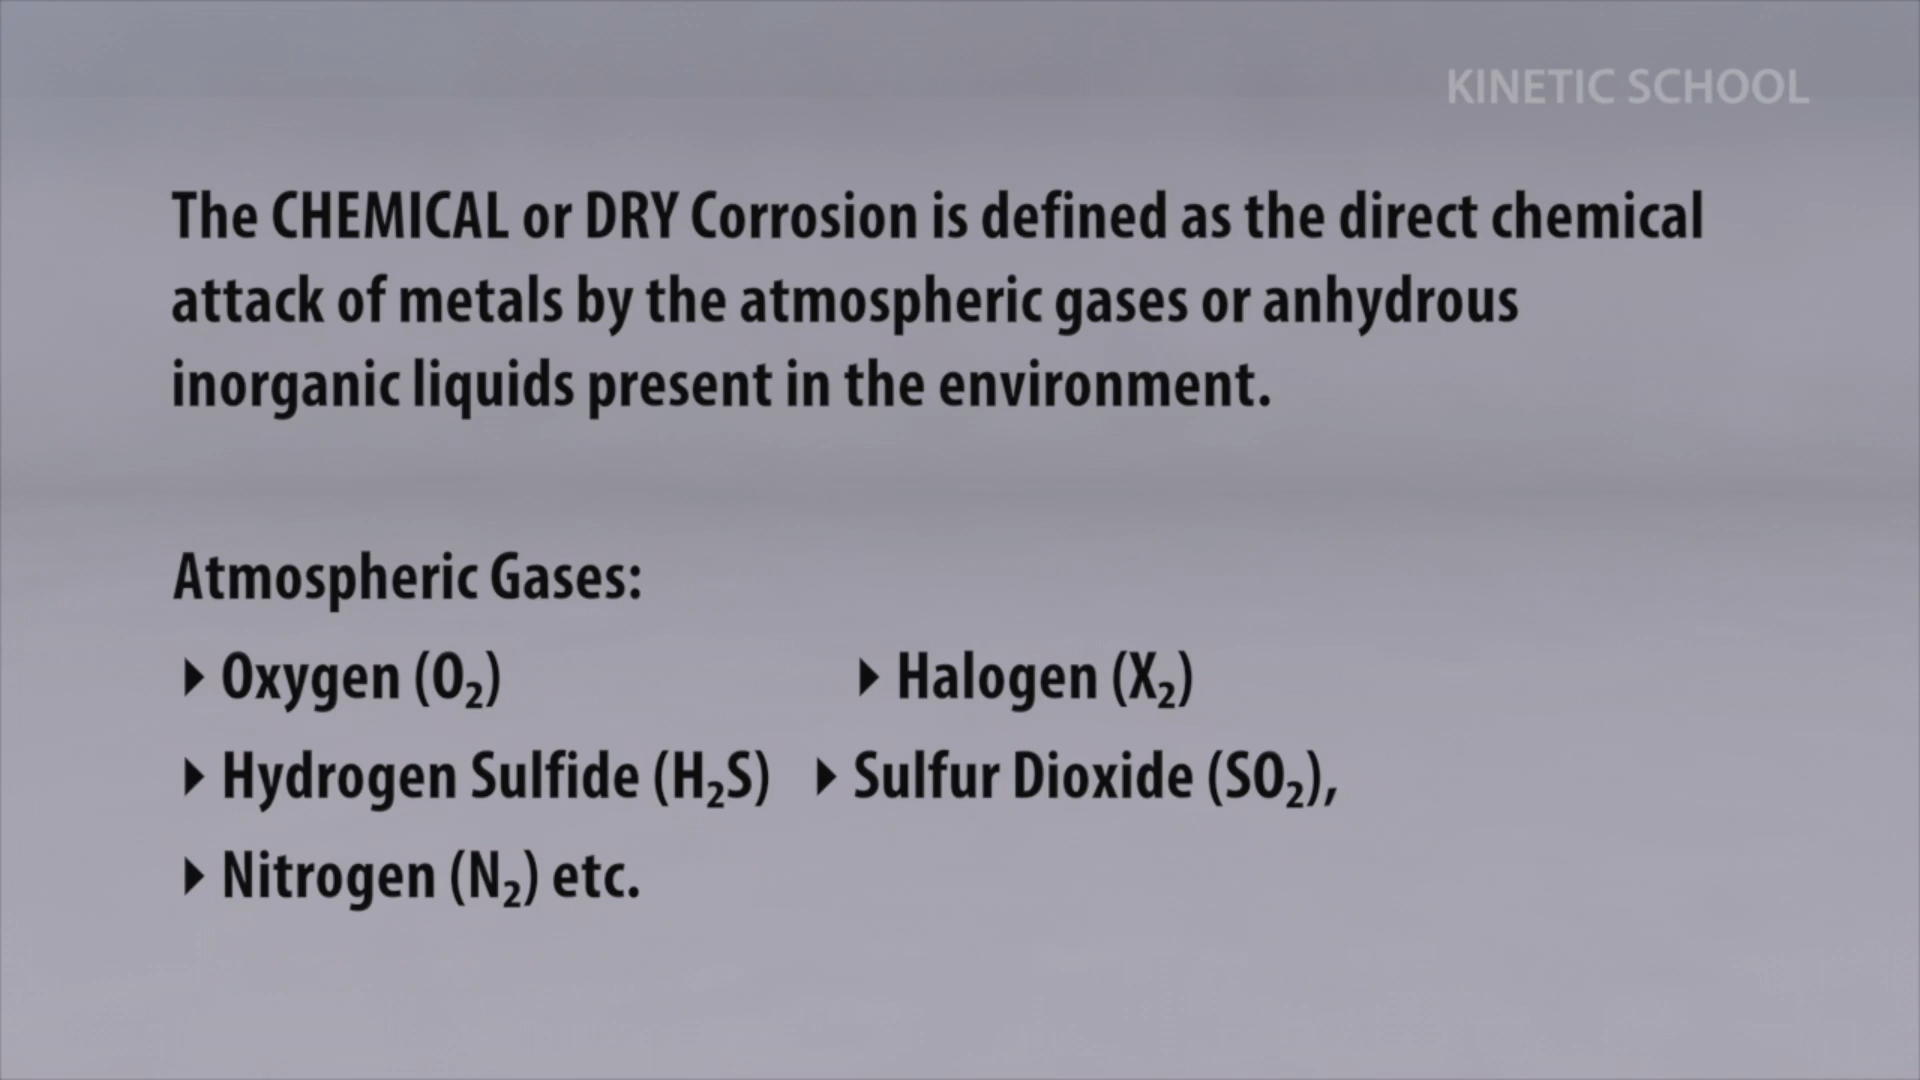 KINETIC SCHOOL
The CHEMICAL or DRY Corrosion is defined as the direct chemical
attack of metals by the atmospheric gases or anhydrous
inorganic liquids present in the environment.
Atmospheric Gases:
▶ Oxygen (O₂) ▶ Halogen (X₂)
▶ Hydrogen Sulfide (H₂S) ▶ Sulfur Dioxide (SO₂),
▶ Nitrogen (N₂) etc.